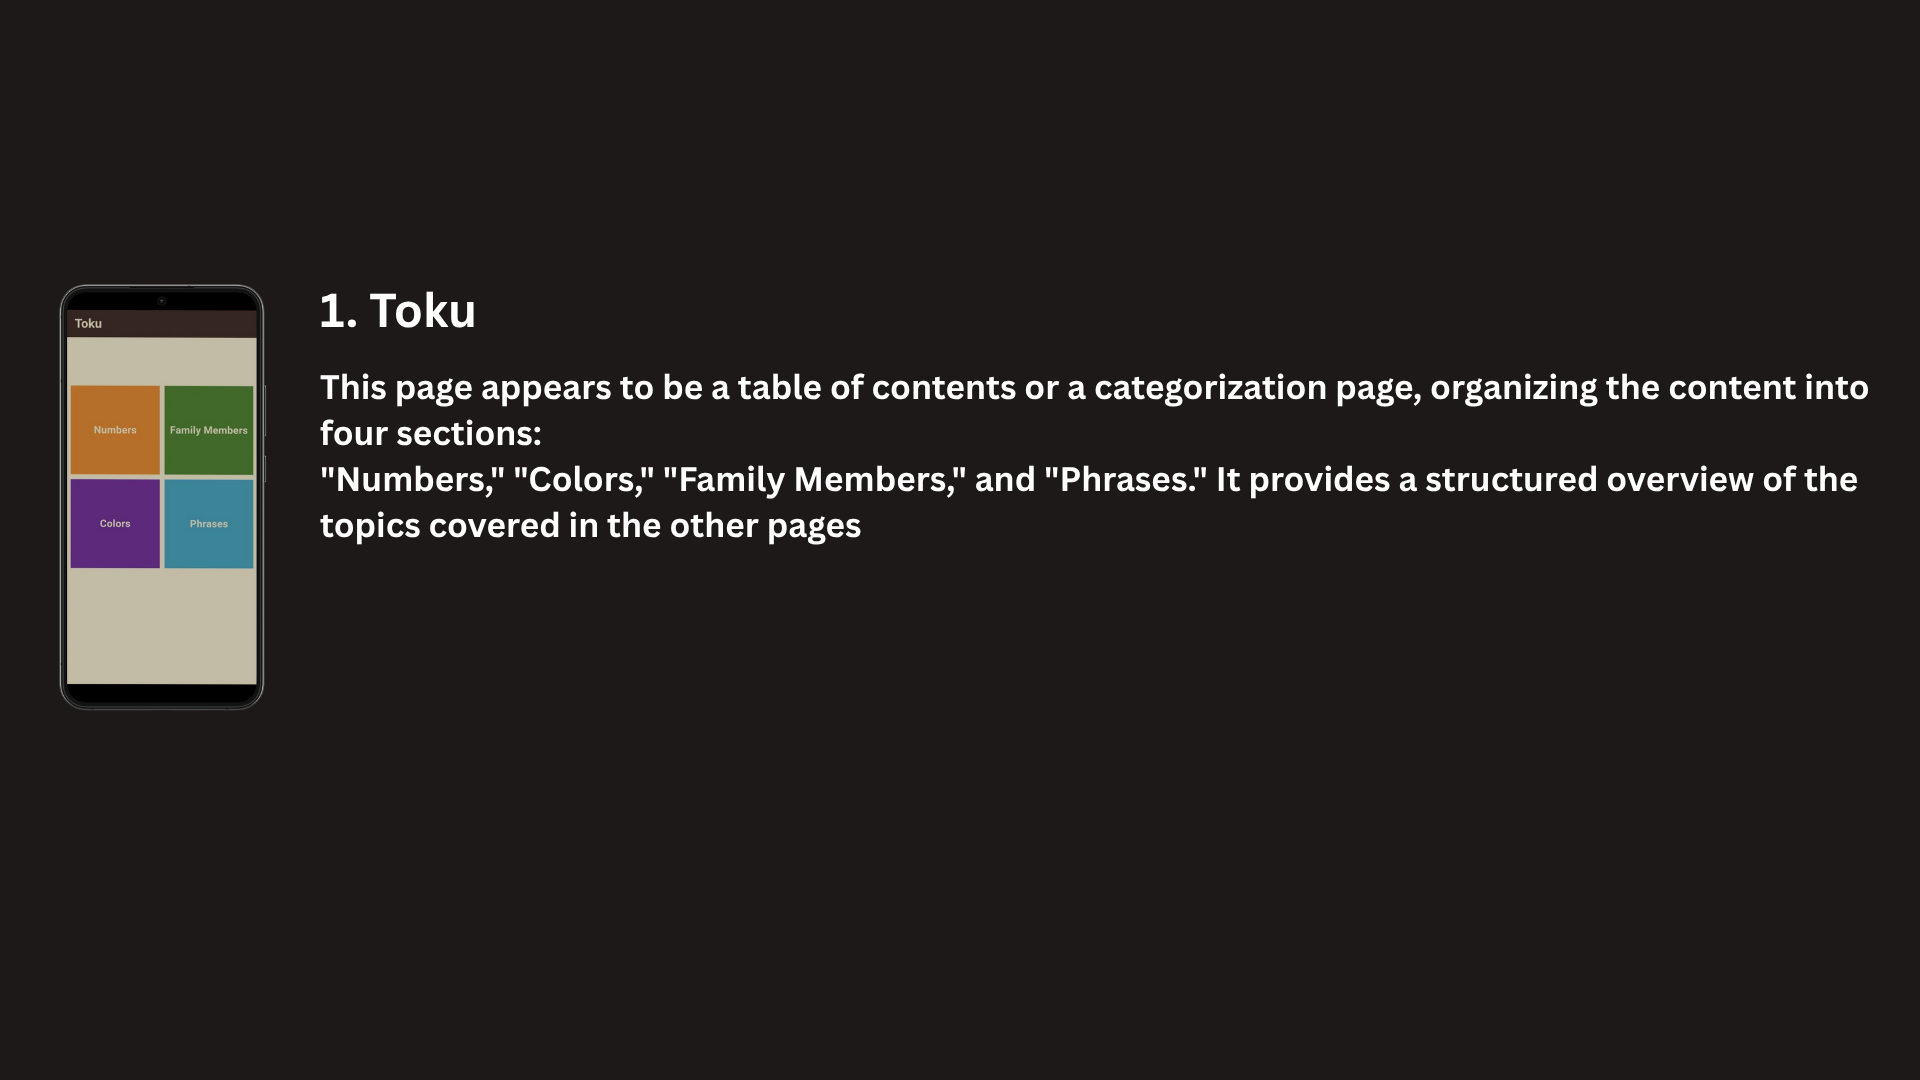 Toku
Numbers
Family Members
Colors
Phrases
1. Toku
This page appears to be a table of contents or a categorization page, organizing the content into
four sections:
"Numbers," "Colors," "Family Members," and "Phrases." It provides a structured overview of the
topics covered in the other pages